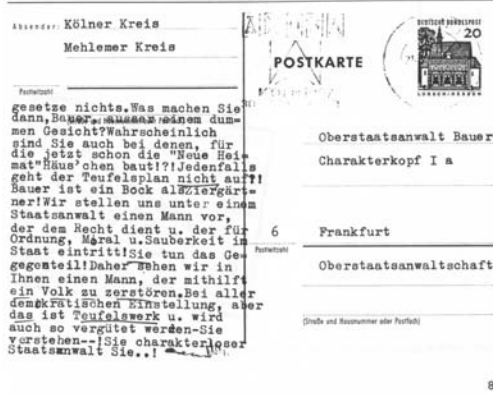 Absender: Kölner Kreis
Mehlemer Kreis
Postleitzahl
gesetze nichts.Was machen Sie
dann,Bauer, ausser einem dum=
men Gesicht?Wahrscheinlich
sind Sie auch bei denen, für
die jetzt schon die "Neue Hei=
mat"Häus'chen baut!?!Jedenfalls
geht der Teufelsplan nicht auf?!
Bauer ist ein Bock alsZiergärt=
ner!Wir stellen uns unter einem
Staatsanwalt einen Mann vor,
der dem Recht dient u. der für
Ordnung, Moral u.Sauberkeit im
Staat eintritt!Sie tun das Ge=
gegenteil!Daher sehen wir in
Ihnen einen Mann, der mithilft
ein Volk zu zerstören.Bei aller
demokratischen Einstellung, aber
das ist Teufelswerk u. wird
auch so vergütet werden-Sie
verstehen--!Sie charakterloser
Staatsanwalt Sie..!
POSTKARTE
DEUTSCHE BUNDESPOST
20
LORSCH/HESSEN
Oberstaatsanwalt Bauer
Charakterkopf I a
6 Frankfurt
Postleitzahl
Oberstaatsanwaltschaft
(Straße und Hausnummer oder Postfach)
8